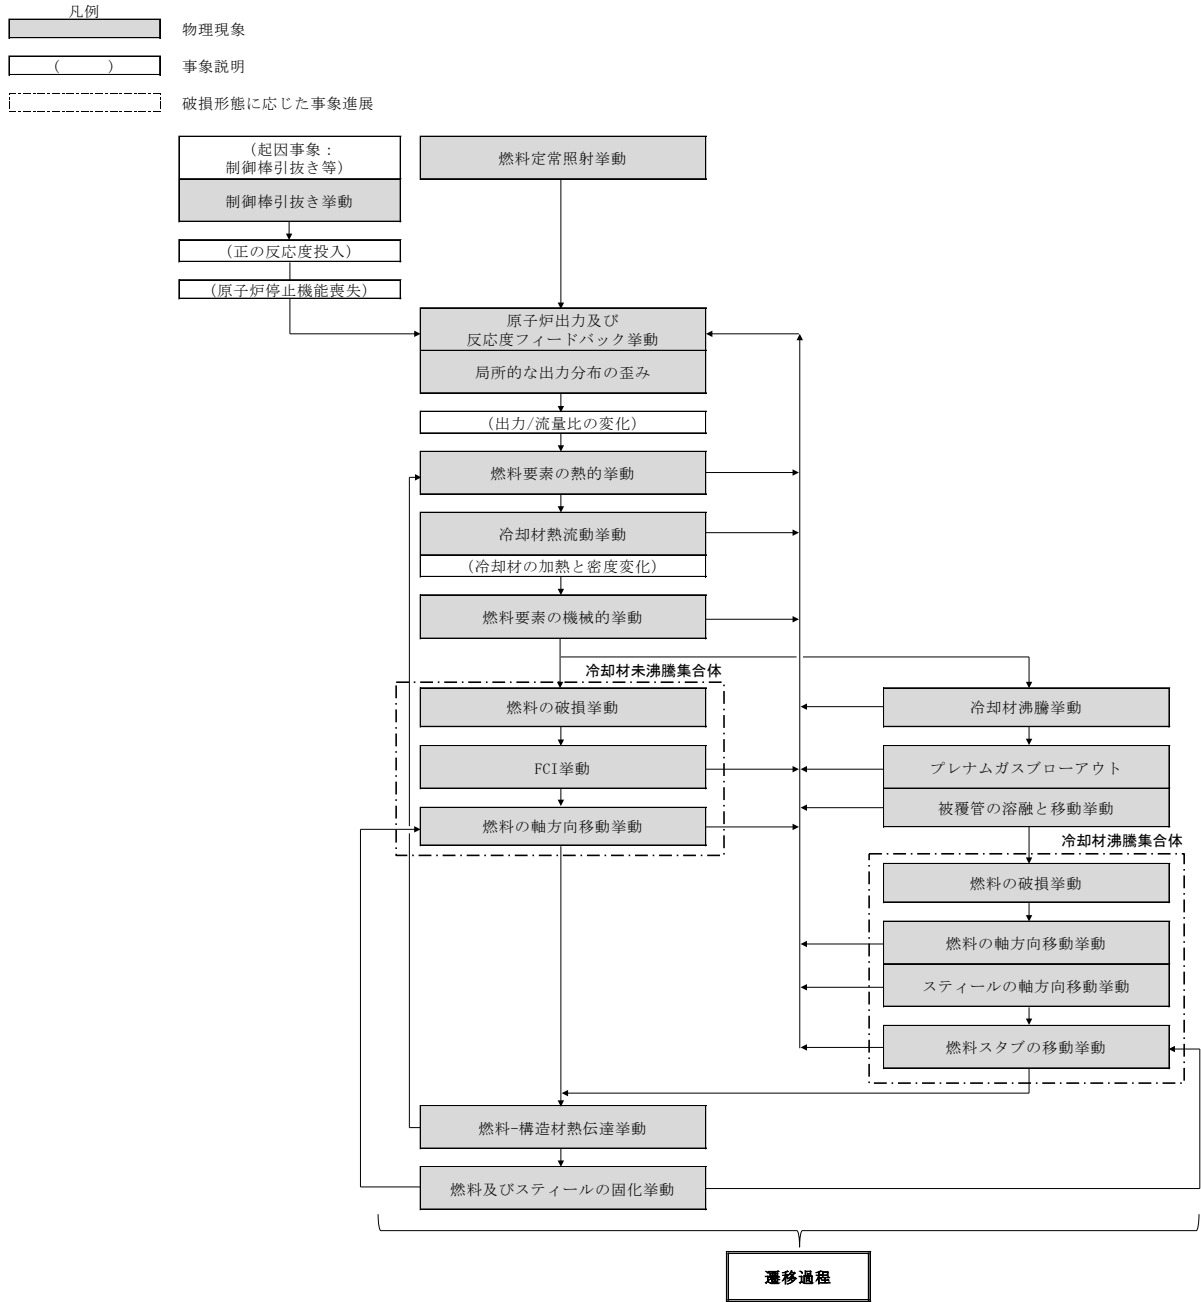 凡例
物理現象
(　　　)
事象説明
破損形態に応じた事象進展
(起因事象：
制御棒引抜き等)
制御棒引抜き挙動
(正の反応度投入)
(原子炉停止機能喪失)
燃料定常照射挙動
原子炉出力及び
反応度フィードバック挙動
局所的な出力分布の歪み
(出力/流量比の変化)
燃料要素の熱的挙動
冷却材熱流動挙動
(冷却材の加熱と密度変化)
燃料要素の機械的挙動
冷却材未沸騰集合体
燃料の破損挙動
FCI挙動
燃料の軸方向移動挙動
冷却材沸騰挙動
プレナムガスブローアウト
被覆管の溶融と移動挙動
冷却材沸騰集合体
燃料の破損挙動
燃料の軸方向移動挙動
スティールの軸方向移動挙動
燃料スタブの移動挙動
燃料-構造材熱伝達挙動
燃料及びスティールの固化挙動
遷移過程